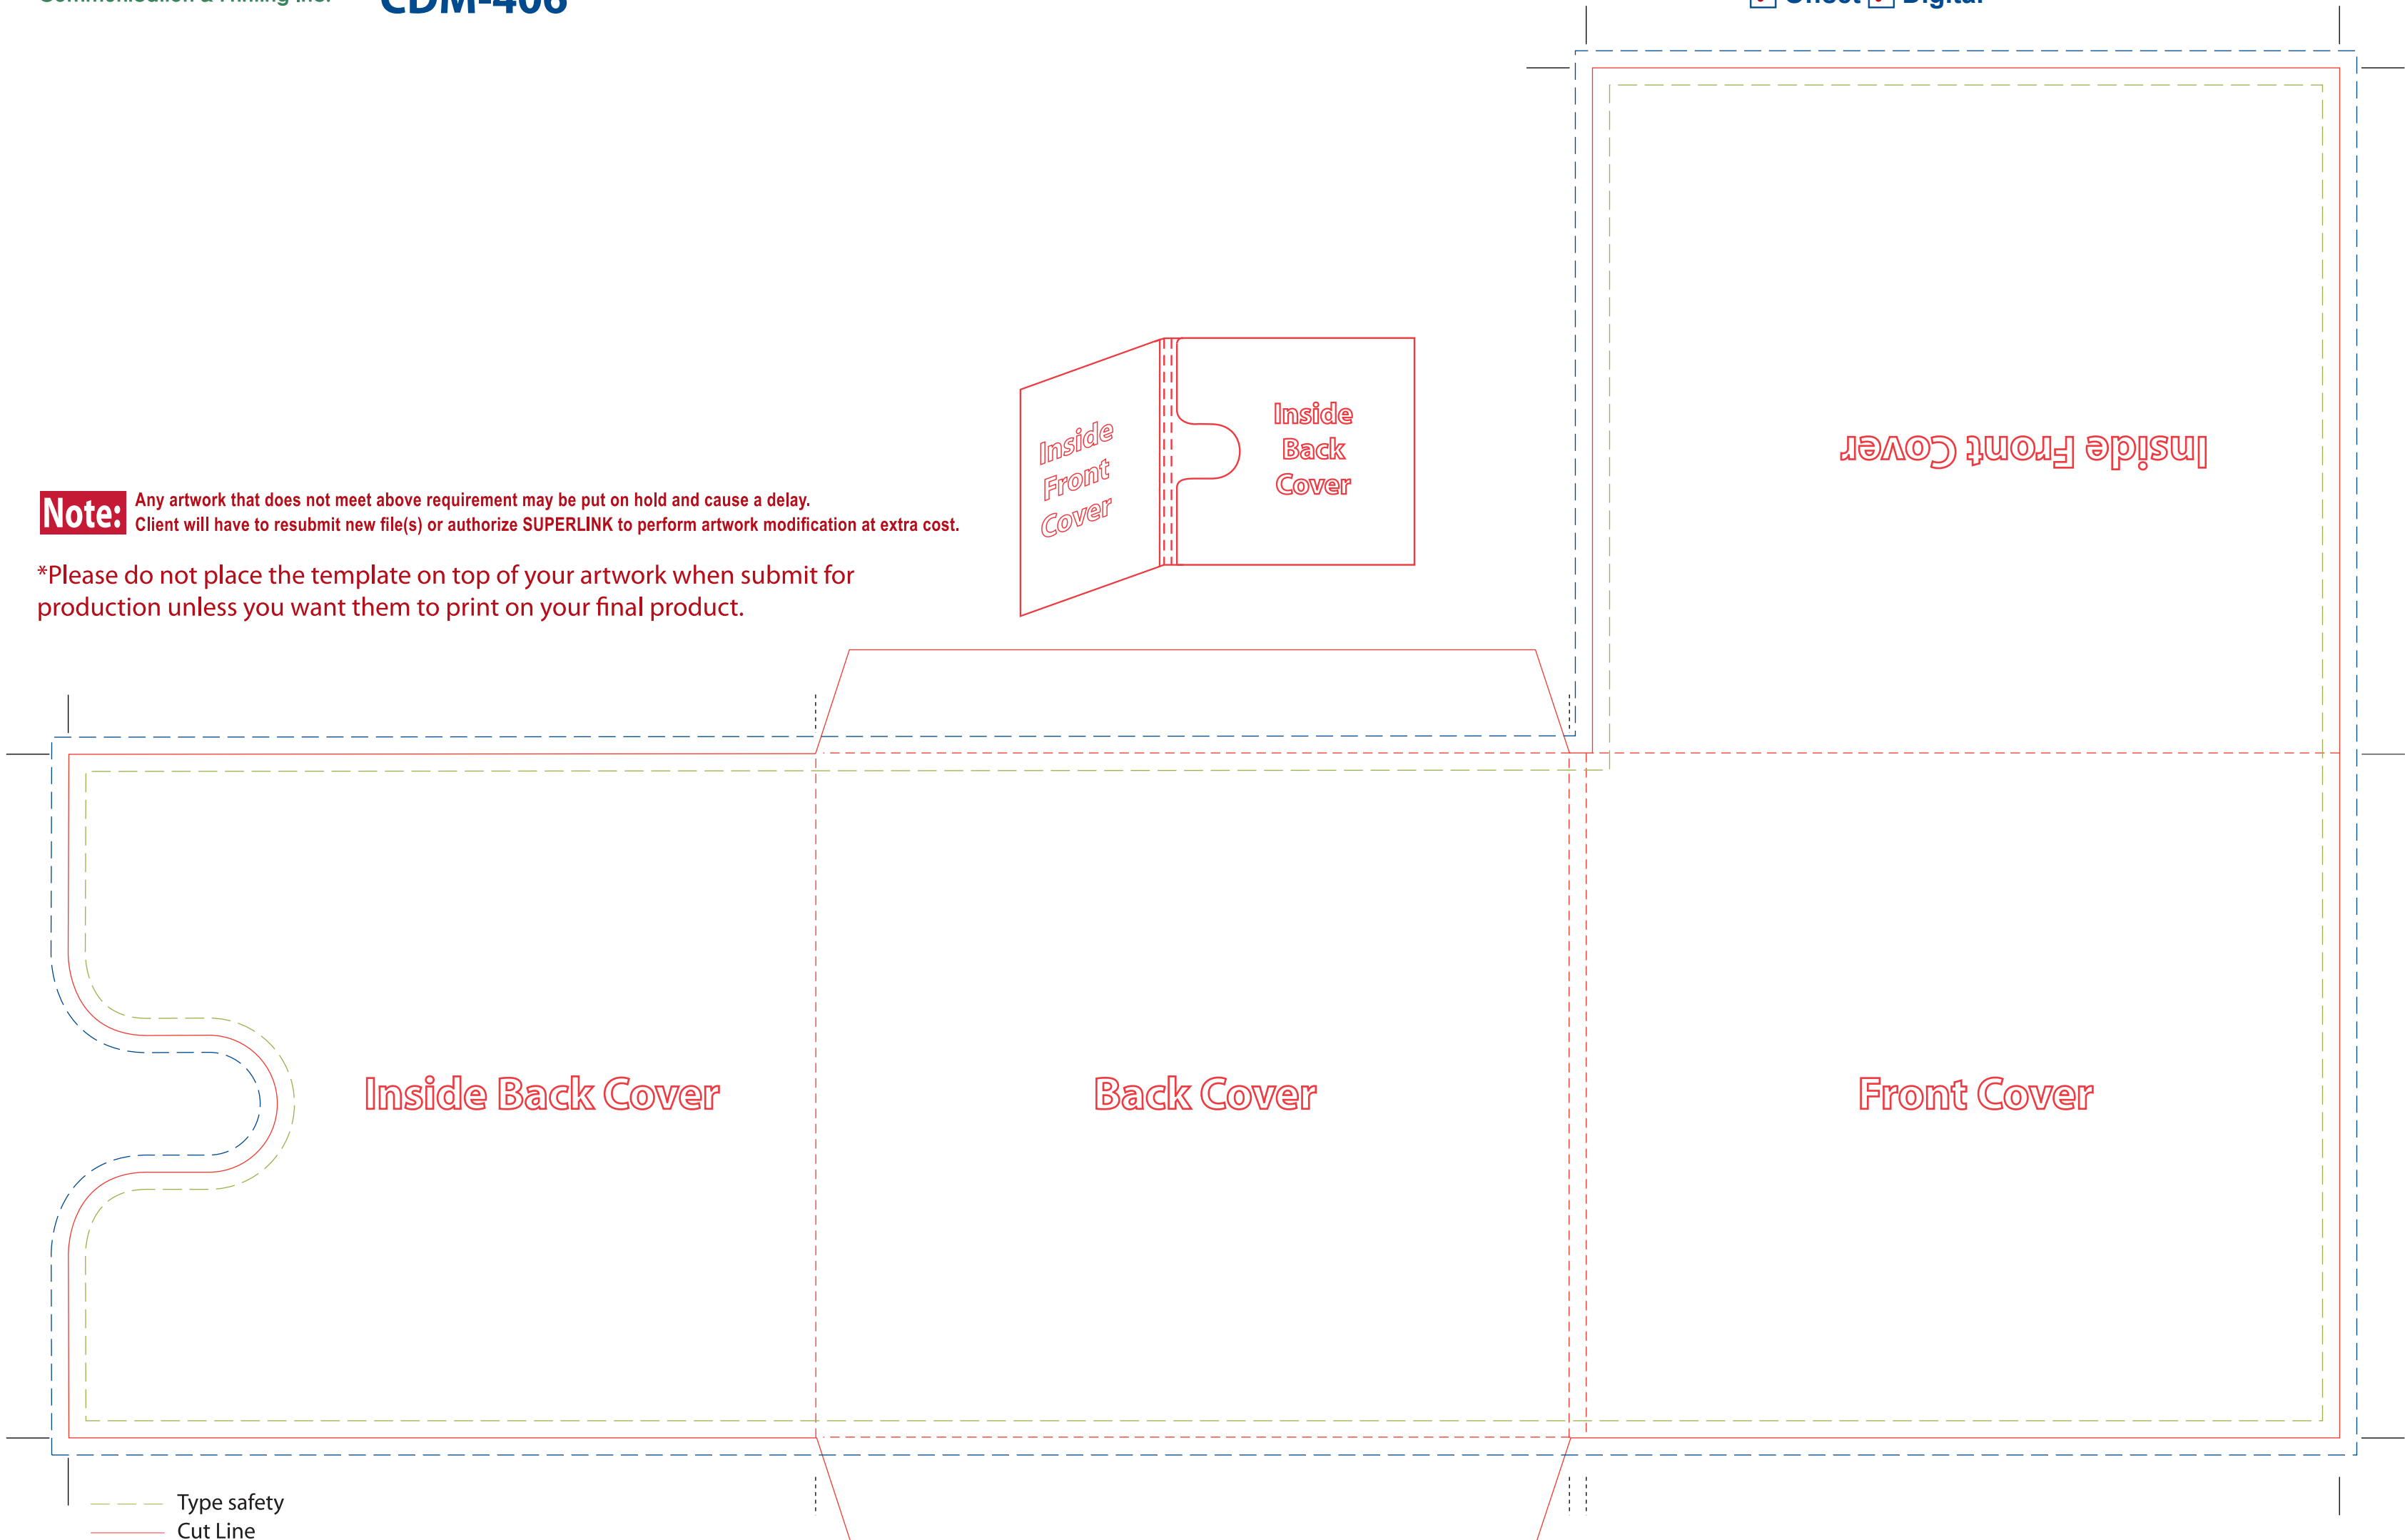 CDM-406
Digital
Inside Front Cover
Inside
Front
Cover
Inside
Back
Cover
Note: Any artwork that does not meet above requirement may be put on hold and cause a delay.
Client will have to resubmit new file(s) or authorize SUPERLINK to perform artwork modification at extra cost.
*Please do not place the template on top of your artwork when submit for
production unless you want them to print on your final product.
Inside Back Cover
Back Cover
Front Cover
Type safety
Cut Line